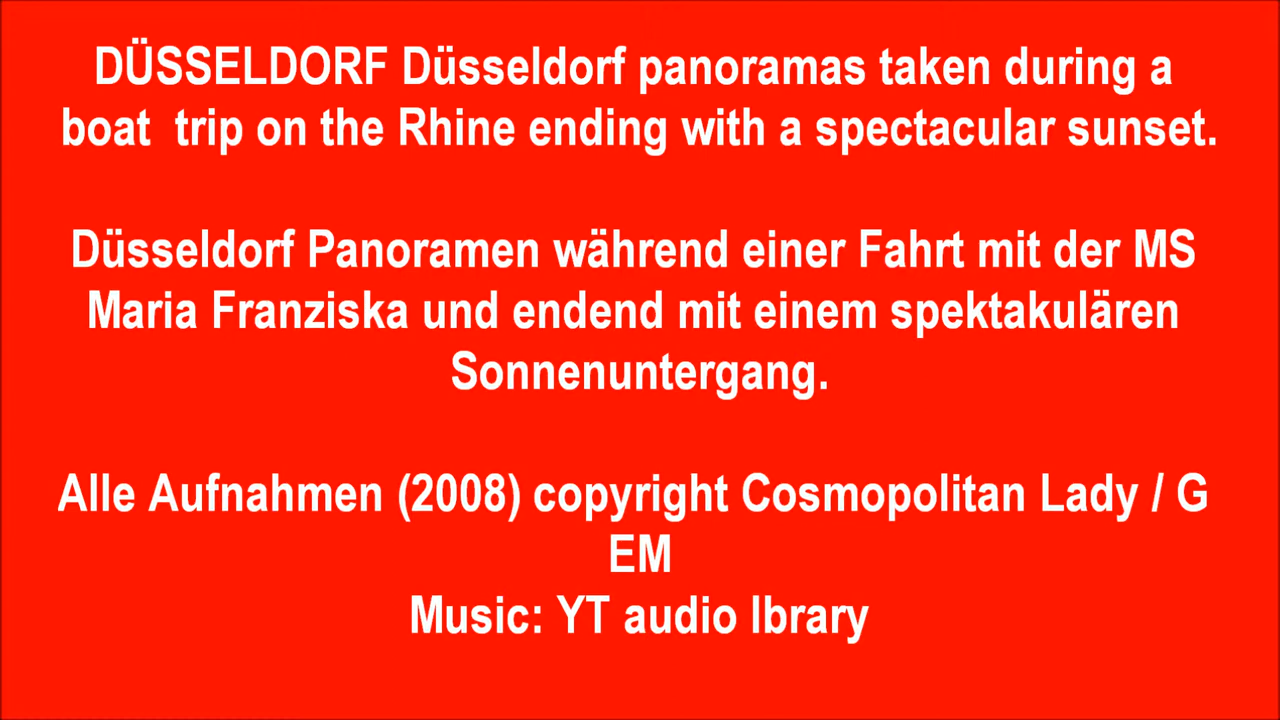 DÜSSELDORF Düsseldorf panoramas taken during a
boat  trip on the Rhine ending with a spectacular sunset.
Düsseldorf Panoramen während einer Fahrt mit der MS
Maria Franziska und endend mit einem spektakulären
Sonnenuntergang.
Alle Aufnahmen (2008) copyright Cosmopolitan Lady / G
EM
Music: YT audio lbrary